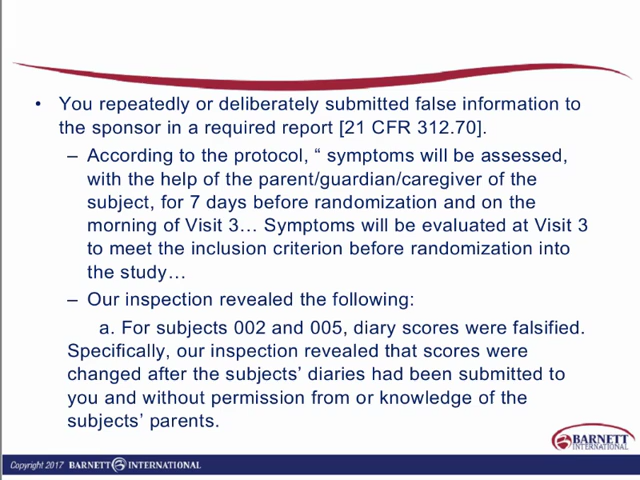 • You repeatedly or deliberately submitted false information to
the sponsor in a required report [21 CFR 312.70].
– According to the protocol, “ symptoms will be assessed,
with the help of the parent/guardian/caregiver of the
subject, for 7 days before randomization and on the
morning of Visit 3… Symptoms will be evaluated at Visit 3
to meet the inclusion criterion before randomization into
the study…
– Our inspection revealed the following:
a. For subjects 002 and 005, diary scores were falsified.
Specifically, our inspection revealed that scores were
changed after the subjects’ diaries had been submitted to
you and without permission from or knowledge of the
subjects’ parents.
BARNETT
INTERNATIONAL
Copyright 2017 BARNETT INTERNATIONAL